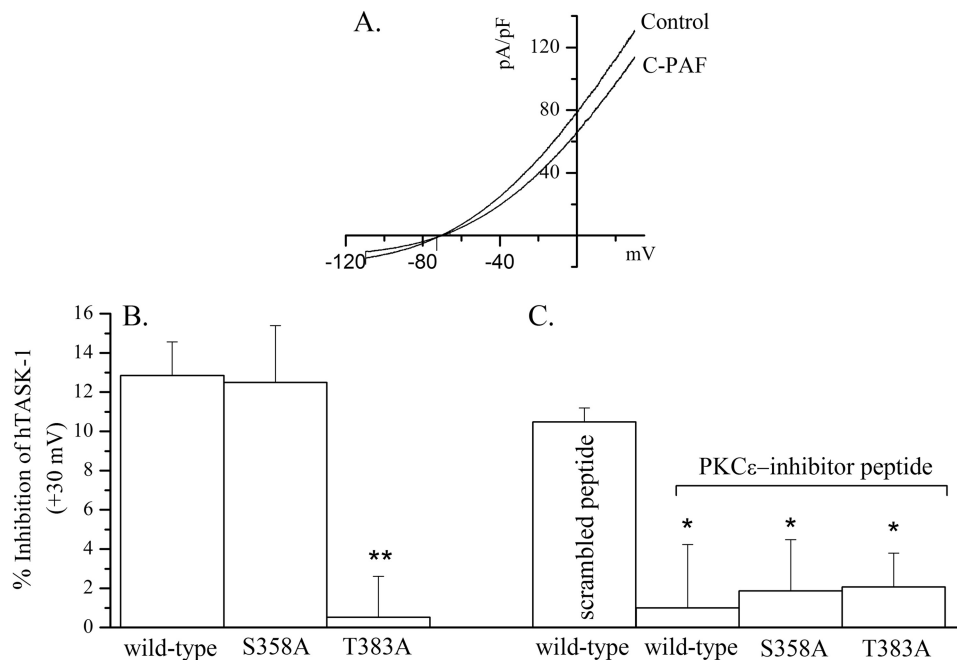 A.
pA/pF
Control
C-PAF
120
80
40
-120
-80
-40
mV
B.
% Inhibition of hTASK-1
(+30 mV)
16
14
12
10
8
6
4
2
0
**
wild-type
S358A
T383A
C.
scrambled peptide
PKCε–inhibitor peptide
*
*
*
wild-type
wild-type
S358A
T383A